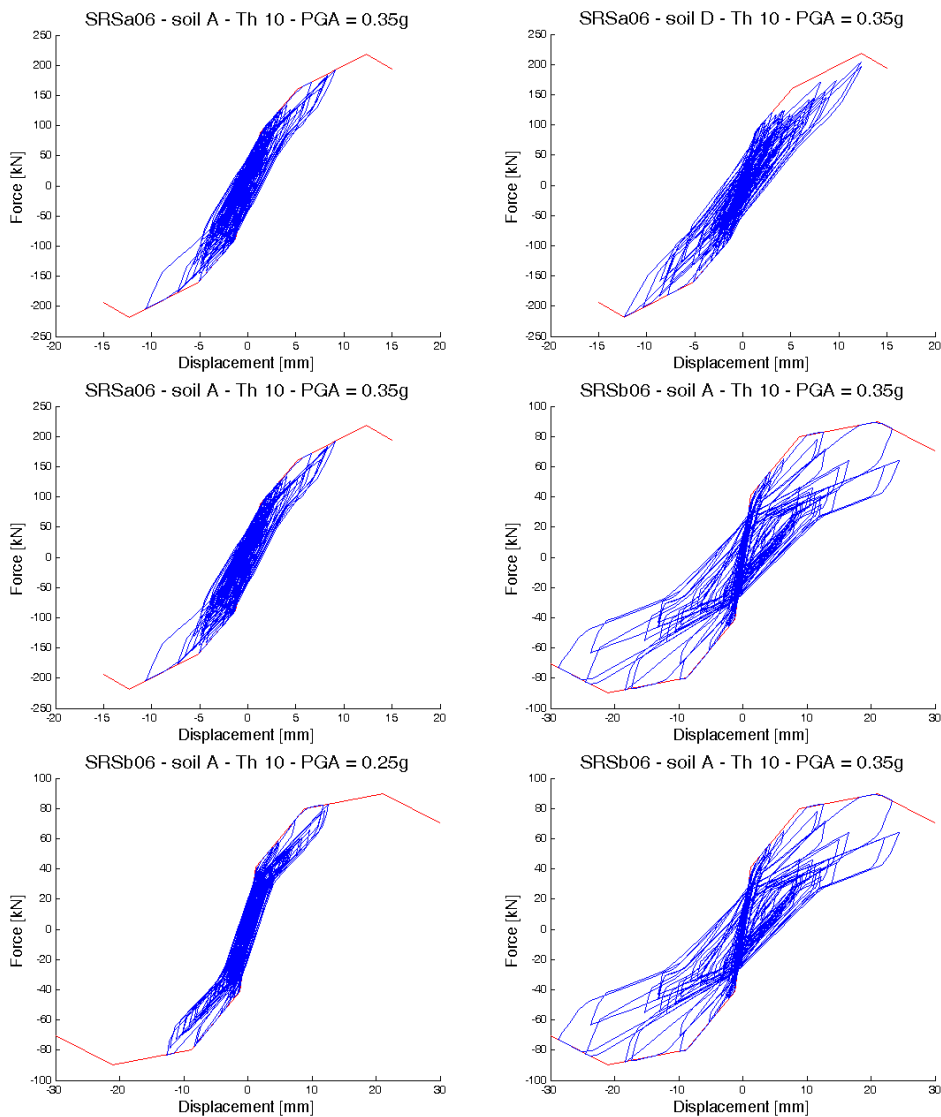 SRSa06 - soil A - Th 10 - PGA = 0.35g
250
200
150
100
50
0
-50
-100
-150
-200
-250
Force [kN]
-20 -15 -10 -5 0 5 10 15 20
Displacement [mm]
SRSa06 - soil D - Th 10 - PGA = 0.35g
250
200
150
100
50
0
-50
-100
-150
-200
-250
Force [kN]
-20 -15 -10 -5 0 5 10 15 20
Displacement [mm]
SRSa06 - soil A - Th 10 - PGA = 0.35g
250
200
150
100
50
0
-50
-100
-150
-200
-250
Force [kN]
-20 -15 -10 -5 0 5 10 15 20
Displacement [mm]
SRSb06 - soil A - Th 10 - PGA = 0.35g
100
80
60
40
20
0
-20
-40
-60
-80
-100
Force [kN]
-30 -20 -10 0 10 20 30
Displacement [mm]
SRSb06 - soil A - Th 10 - PGA = 0.25g
100
80
60
40
20
0
-20
-40
-60
-80
-100
Force [kN]
-30 -20 -10 0 10 20 30
Displacement [mm]
SRSb06 - soil A - Th 10 - PGA = 0.35g
100
80
60
40
20
0
-20
-40
-60
-80
-100
Force [kN]
-30 -20 -10 0 10 20 30
Displacement [mm]